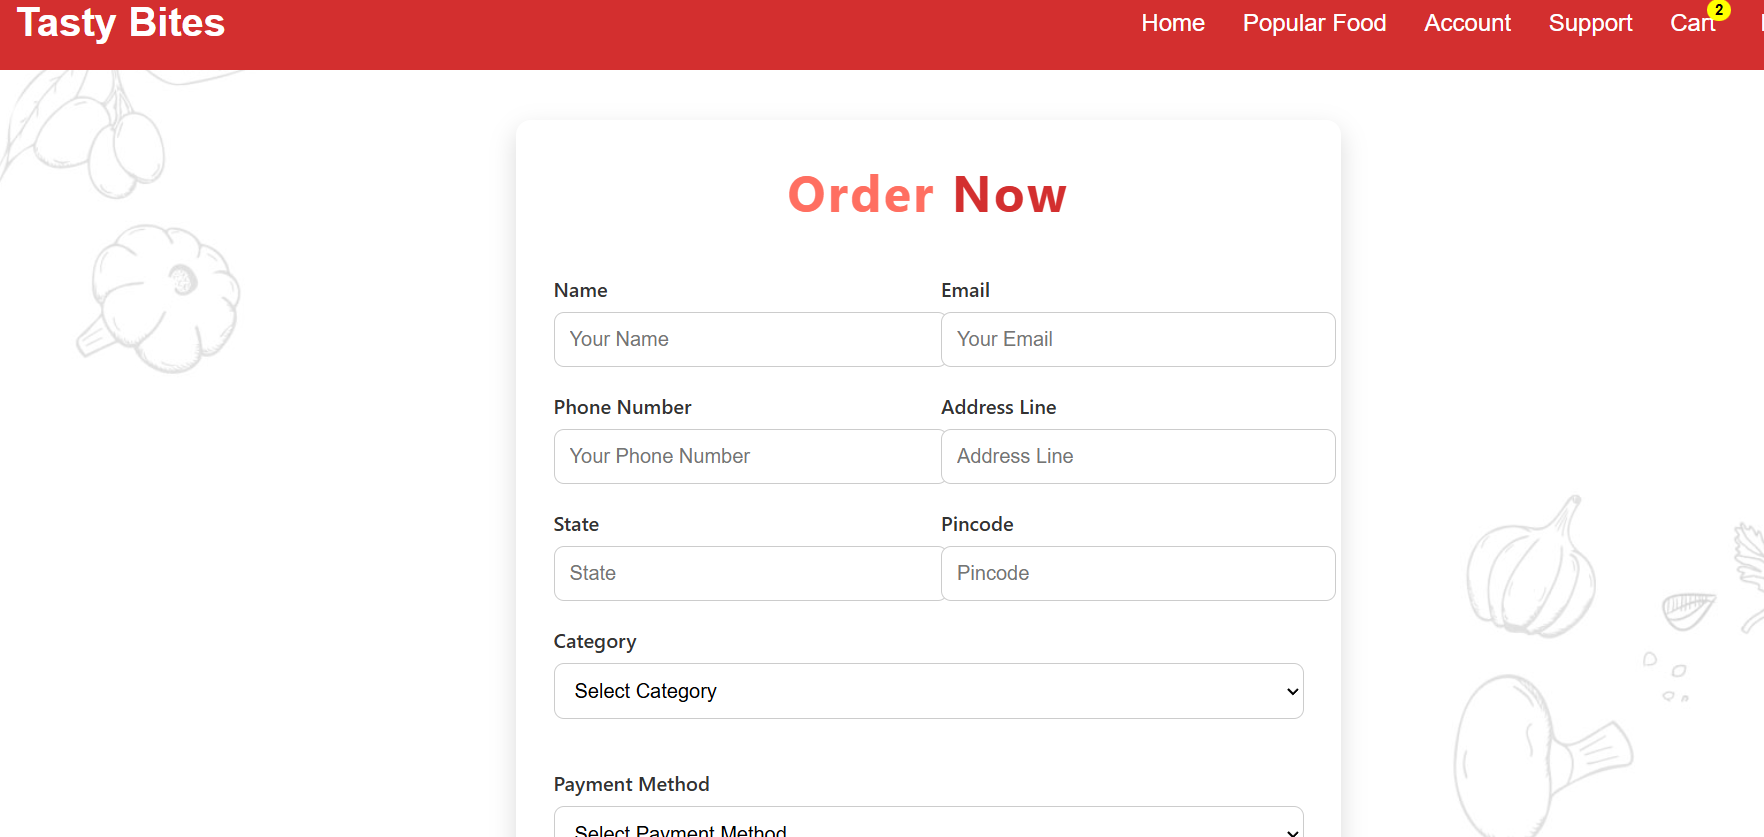 Tasty Bites
Home Popular Food Account Support Cart 2
Order Now
Name Email
Your Name Your Email
Phone Number Address Line
Your Phone Number Address Line
State Pincode
State Pincode
Category
Select Category
Payment Method
Select Payment Method